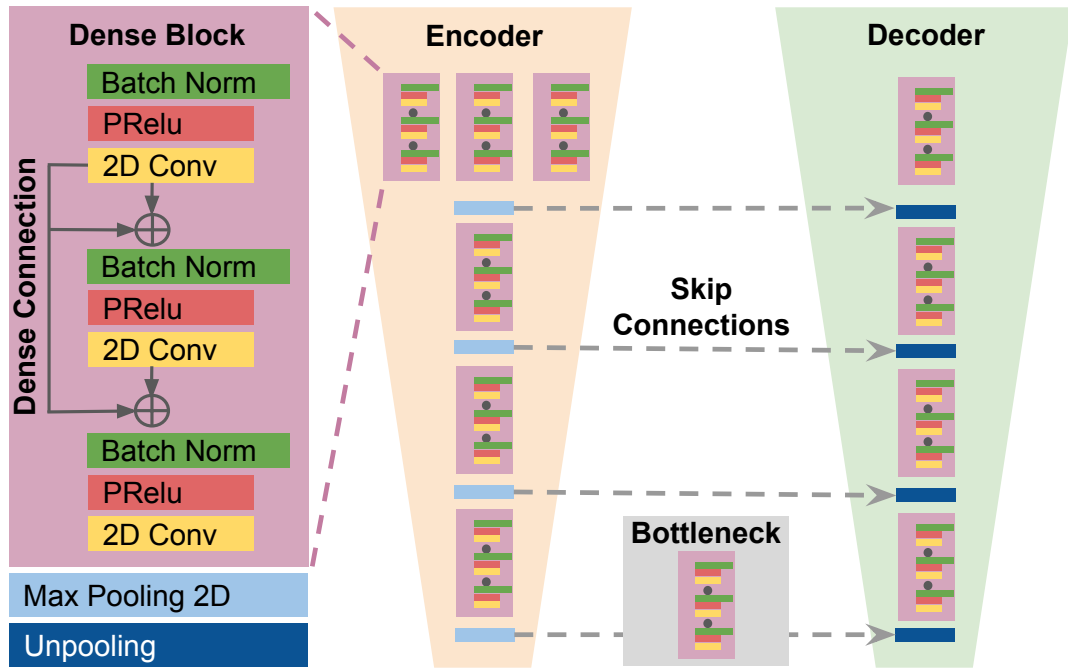 Dense Block
Batch Norm
PRelu
2D Conv
Dense Connection
Batch Norm
PRelu
2D Conv
Batch Norm
PRelu
2D Conv
Max Pooling 2D
Unpooling
Encoder
Skip
Connections
Bottleneck
Decoder